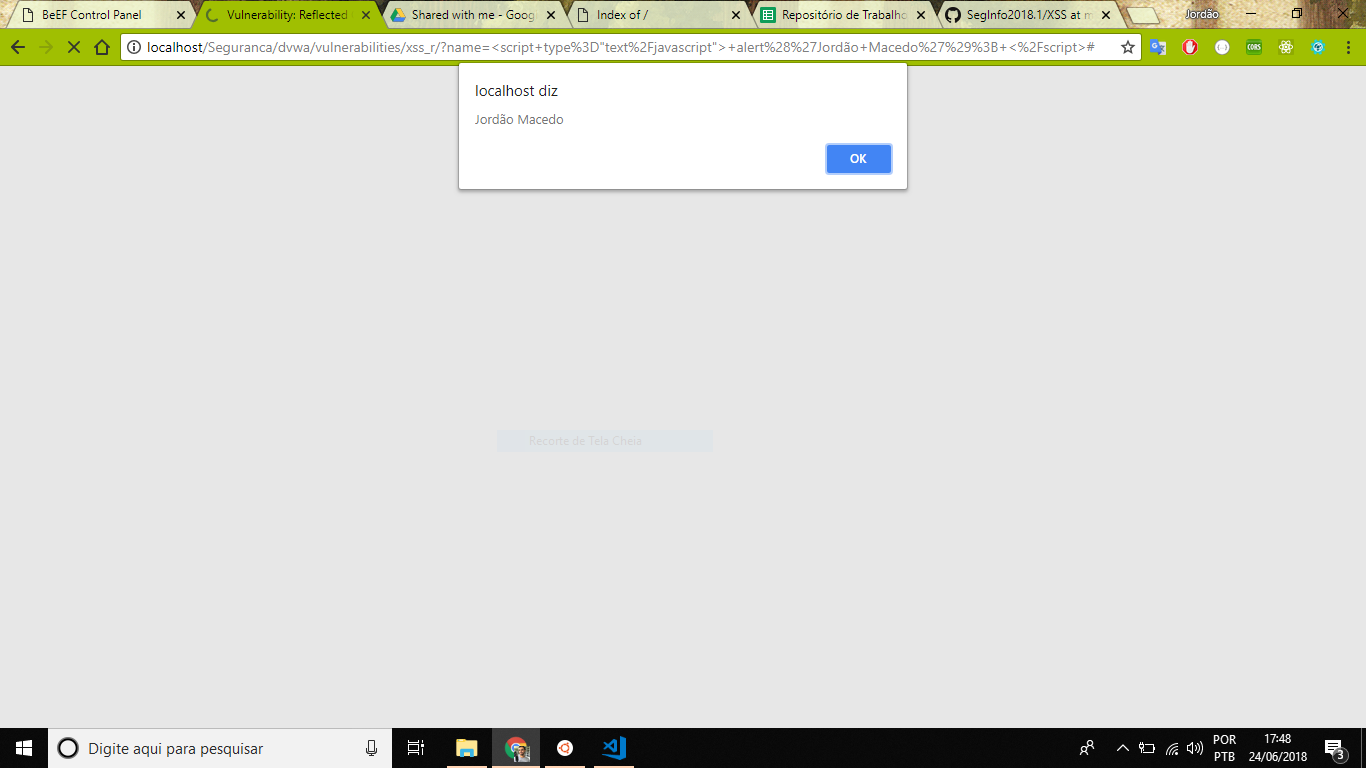 BeEF Control Panel
Vulnerability: Reflected
Shared with me - Goog
Index of /
Repositório de Trabalho
SegInfo2018.1/XSS at m
Jordão
localhost/Seguranca/dvwa/vulnerabilities/xss_r/?name=<script+type%3D"text%2Fjavascript">+alert%28%27Jordão+Macedo%27%29%3B+<%2Fscript>#
CORS
localhost diz
Jordão Macedo
OK
Recorte de Tela Cheia
Digite aqui para pesquisar
POR
PTB
17:48
24/06/2018
3